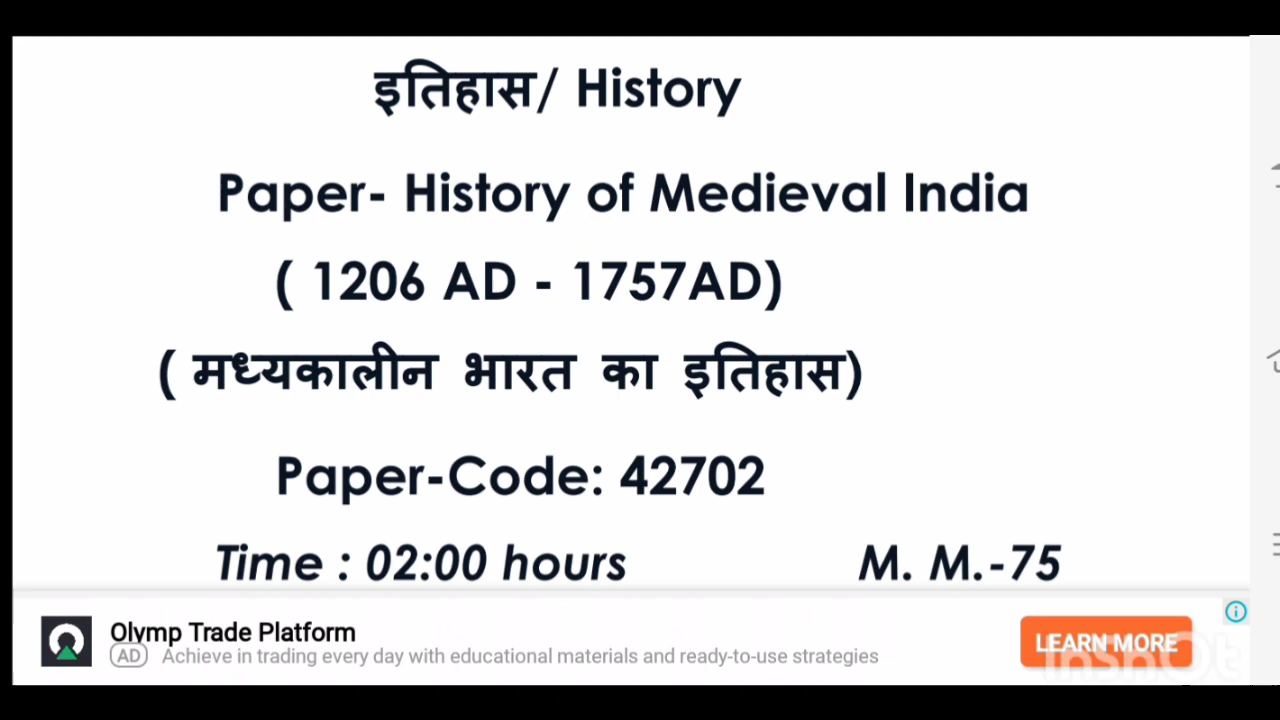 इतिहास/ History
Paper- History of Medieval India
( 1206 AD - 1757AD)
( मध्यकालीन भारत का इतिहास)
Paper-Code: 42702
Time : 02:00 hours M. M.-75
Olymp Trade Platform
AD Achieve in trading every day with educational materials and ready-to-use strategies
LEARN MORE
InShOt